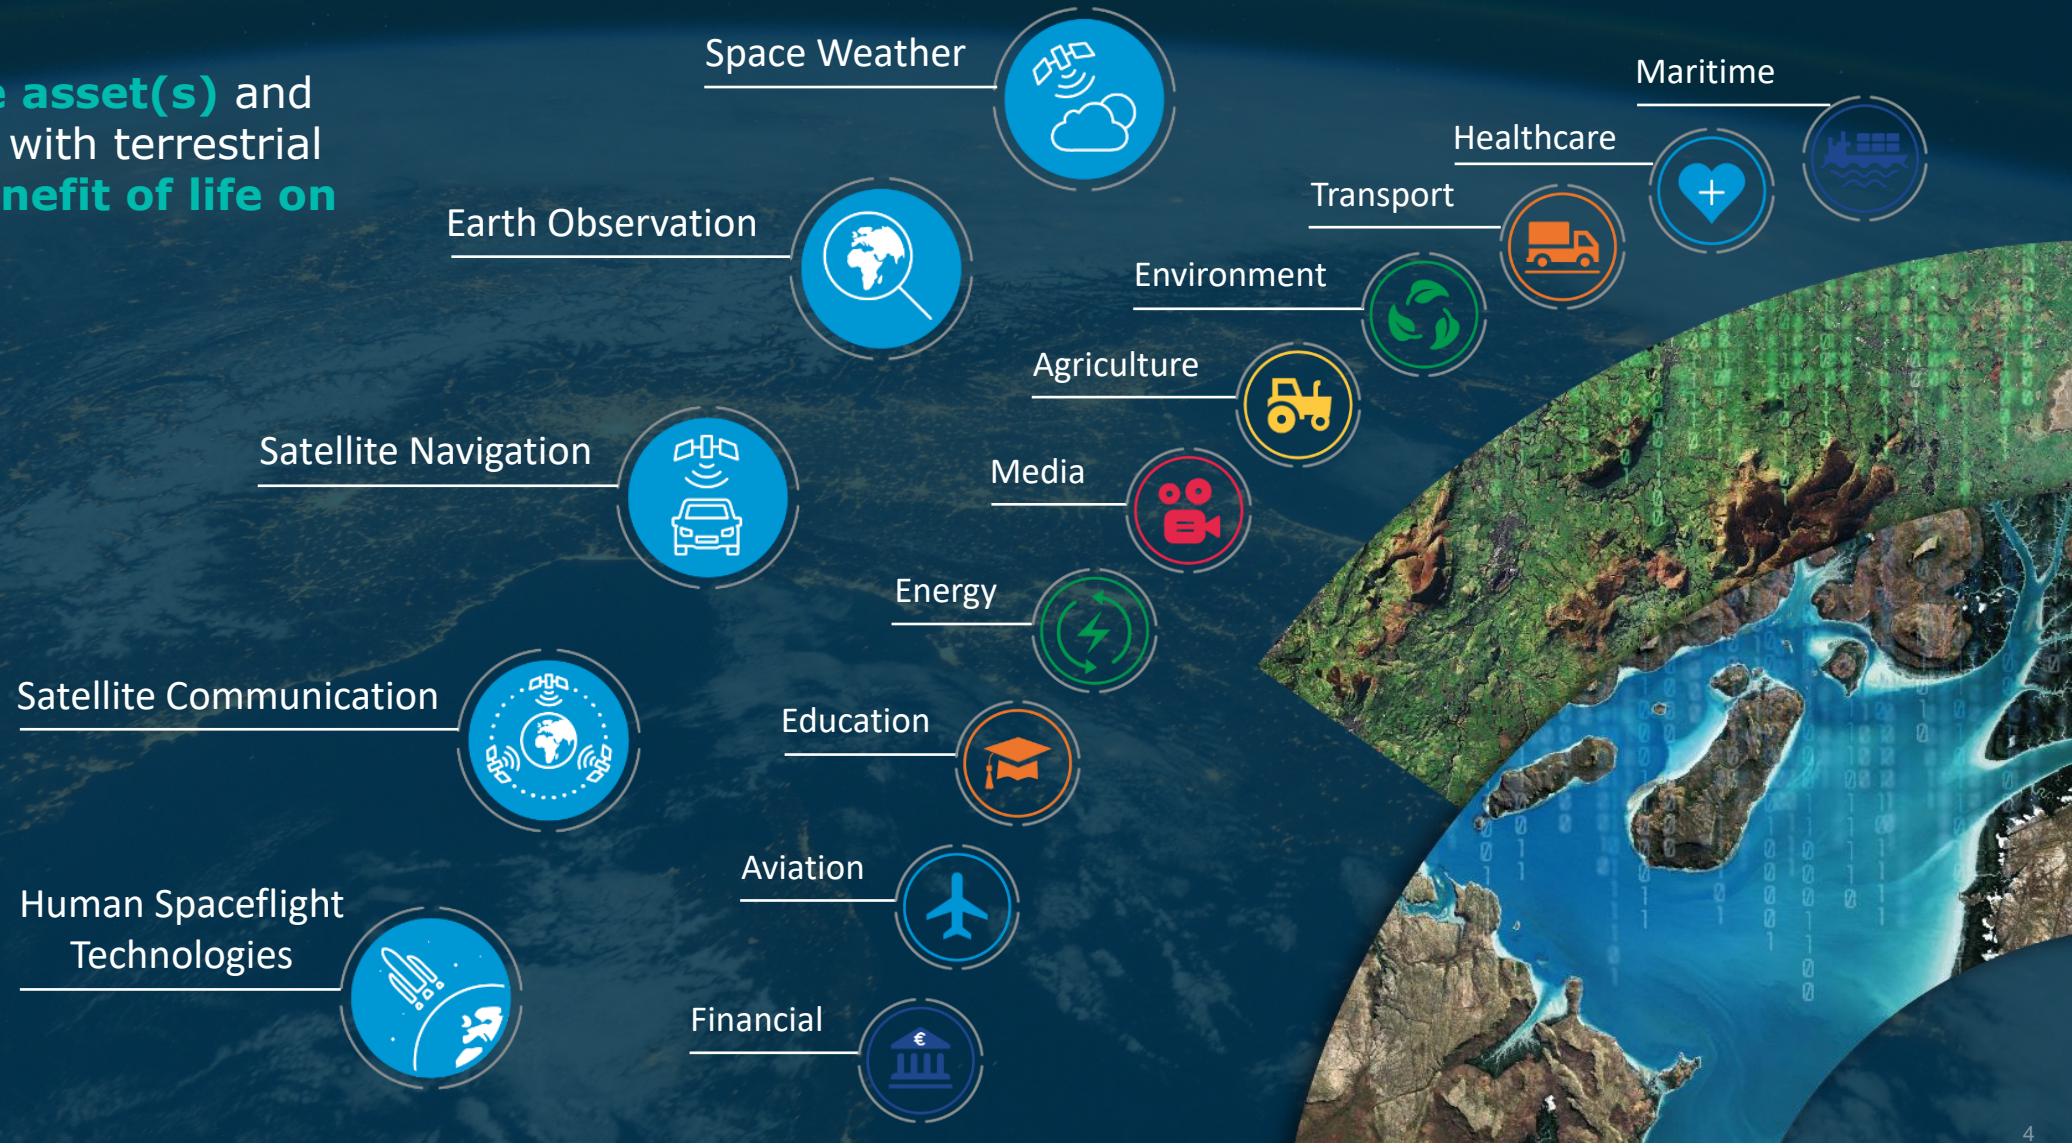 e asset(s) and
with terrestrial
nefit of life on
Space Weather
Earth Observation
Satellite Navigation
Satellite Communication
Human Spaceflight
Technologies
Maritime
Healthcare
Transport
Environment
Agriculture
Media
Energy
Education
Aviation
Financial
€
4